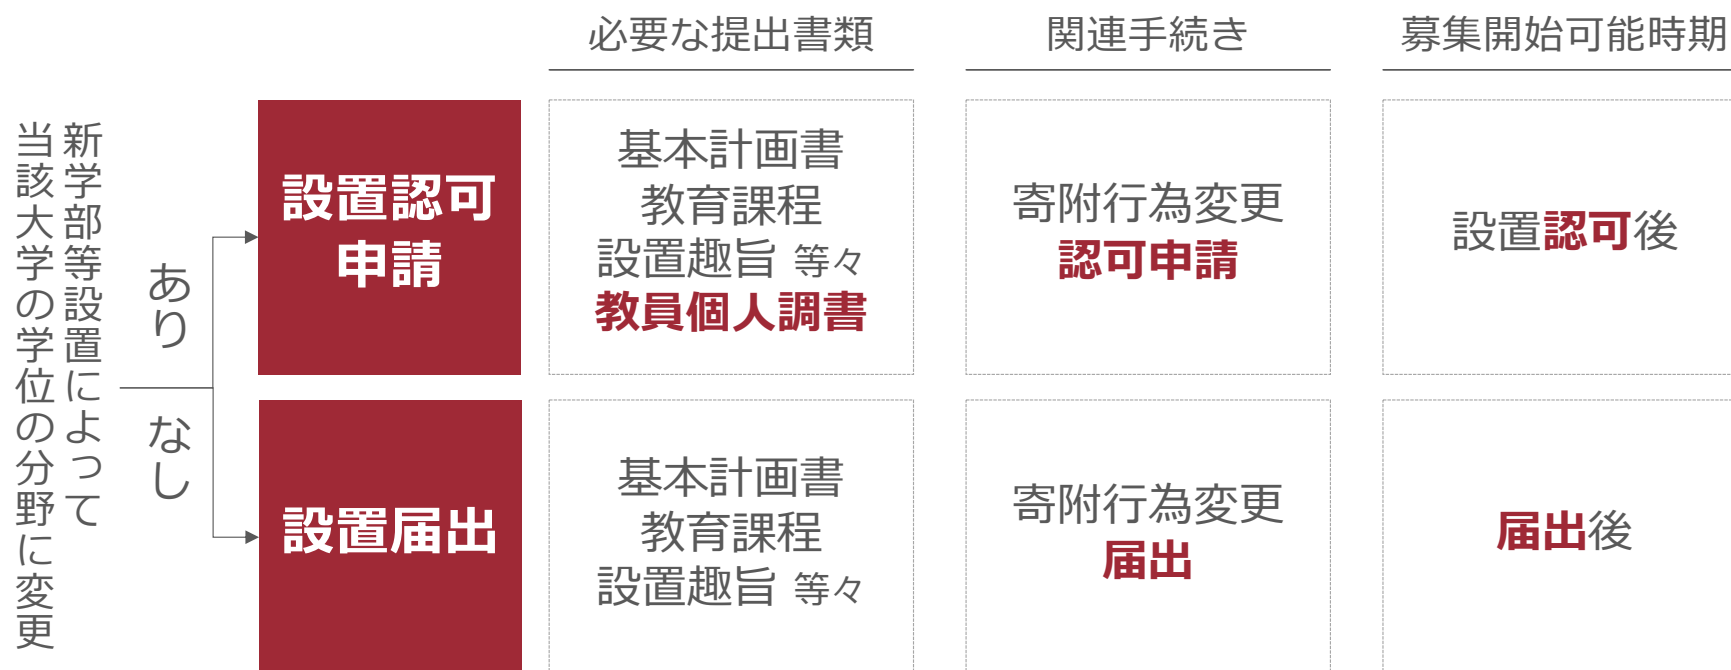 必要な提出書類
関連手続き
募集開始可能時期
新学部等設置によって
当該大学の学位の分野に変更
あり
設置認可
申請
基本計画書
教育課程
設置趣旨 等々
教員個人調書
寄附行為変更
認可申請
設置認可後
なし
設置届出
基本計画書
教育課程
設置趣旨 等々
寄附行為変更
届出
届出後